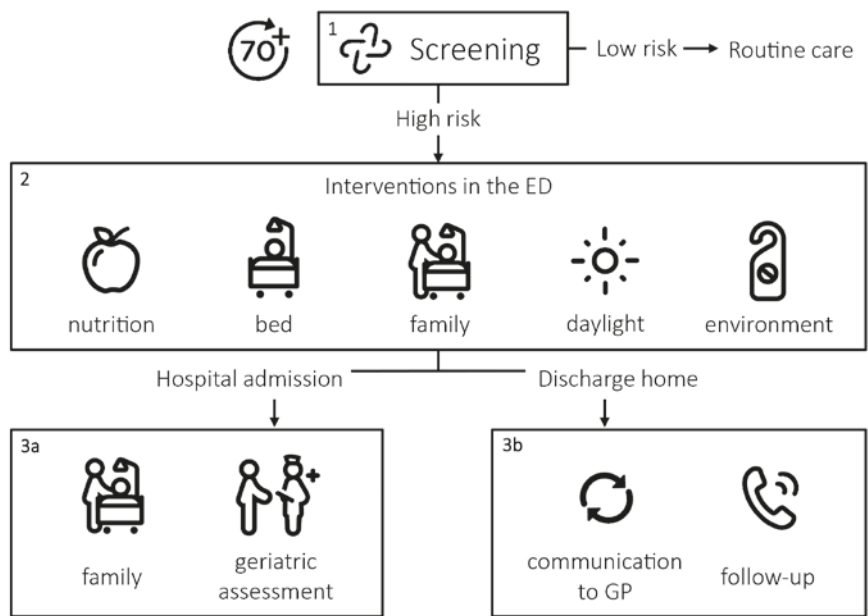 70+
1
Screening
Low risk
Routine care
High risk
2
Interventions in the ED
nutrition
bed
family
daylight
environment
Hospital admission
Discharge home
3a
family
geriatric
assessment
3b
communication
to GP
follow-up